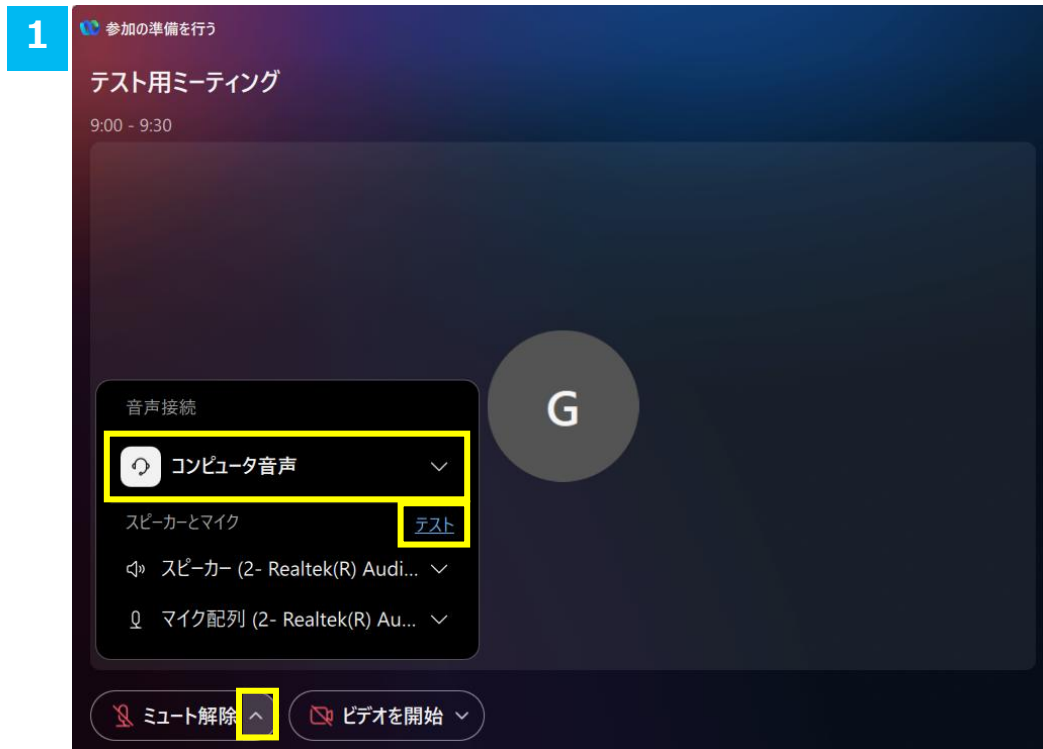 1
参加の準備を行う
テスト用ミーティング
9:00 - 9:30
G
音声接続
コンピュータ音声
スピーカーとマイク テスト
スピーカー (2- Realtek(R) Audi...
マイク配列 (2- Realtek(R) Au...
ミュート解除 ビデオを開始